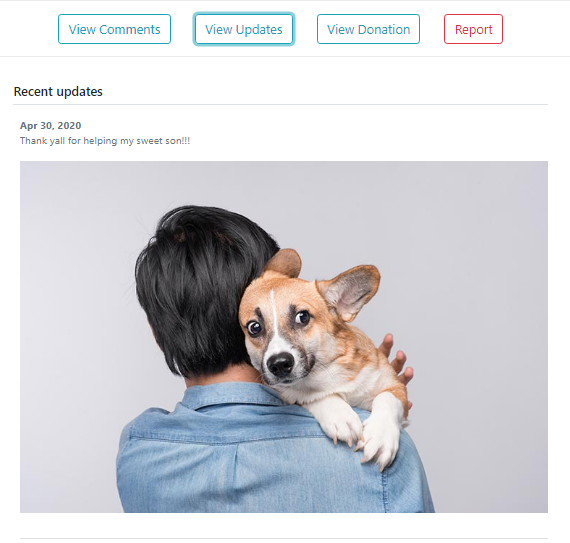 View Comments View Updates View Donation Report
Recent updates
Apr 30, 2020
Thank yall for helping my sweet son!!!